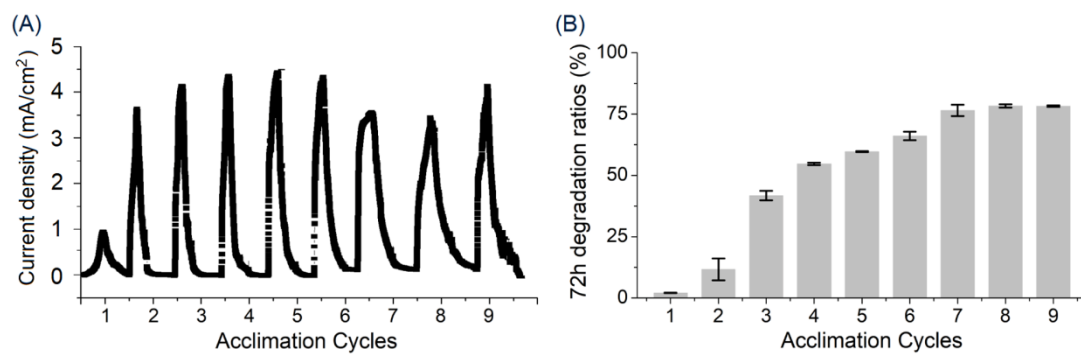 (A)
Current density (mA/cm²)
5
4
3
2
1
0
1 2 3 4 5 6 7 8 9
Acclimation Cycles
(B)
72h degradation ratios (%)
100
75
50
25
0
1 2 3 4 5 6 7 8 9
Acclimation Cycles